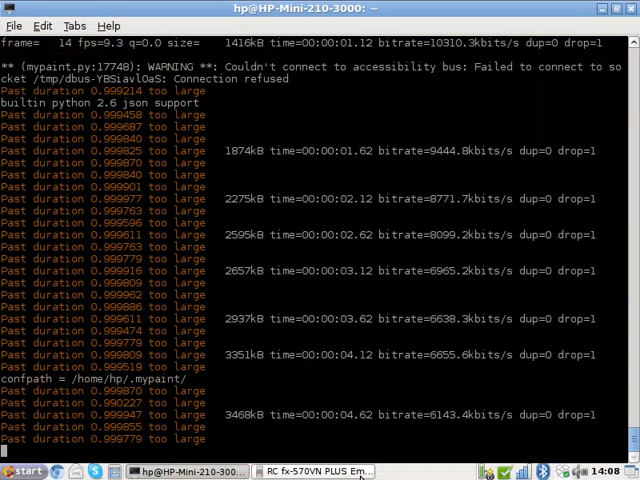 hp@HP-Mini-210-3000: ~
File Edit Tabs Help
frame=   14 fps=9.3 q=0.0 size=    1416kB time=00:00:01.12 bitrate=10310.3kbits/s dup=0 drop=1
** (mypaint.py:17748): WARNING **: Couldn't connect to accessibility bus: Failed to connect to so
cket /tmp/dbus-YBSiavlOaS: Connection refused
Past duration 0.999214 too large
builtin python 2.6 json support
Past duration 0.999458 too large
Past duration 0.999687 too large
Past duration 0.999840 too large
Past duration 0.999825 too large    1874kB time=00:00:01.62 bitrate=9444.8kbits/s dup=0 drop=1
Past duration 0.999870 too large
Past duration 0.999840 too large
Past duration 0.999901 too large
Past duration 0.999977 too large    2275kB time=00:00:02.12 bitrate=8771.7kbits/s dup=0 drop=1
Past duration 0.999763 too large
Past duration 0.999596 too large
Past duration 0.999611 too large    2595kB time=00:00:02.62 bitrate=8099.2kbits/s dup=0 drop=1
Past duration 0.999763 too large
Past duration 0.999779 too large
Past duration 0.999916 too large    2657kB time=00:00:03.12 bitrate=6965.2kbits/s dup=0 drop=1
Past duration 0.999809 too large
Past duration 0.999962 too large
Past duration 0.999886 too large
Past duration 0.999611 too large    2937kB time=00:00:03.62 bitrate=6638.3kbits/s dup=0 drop=1
Past duration 0.999474 too large
Past duration 0.999779 too large
Past duration 0.999809 too large    3351kB time=00:00:04.12 bitrate=6655.6kbits/s dup=0 drop=1
Past duration 0.999519 too large
confpath = /home/hp/.mypaint/
Past duration 0.999870 too large
Past duration 0.990227 too large
Past duration 0.999947 too large    3468kB time=00:00:04.62 bitrate=6143.4kbits/s dup=0 drop=1
Past duration 0.999855 too large
Past duration 0.999779 too large
start hp@HP-Mini-210-300... RC fx-570VN PLUS Em... 14:08